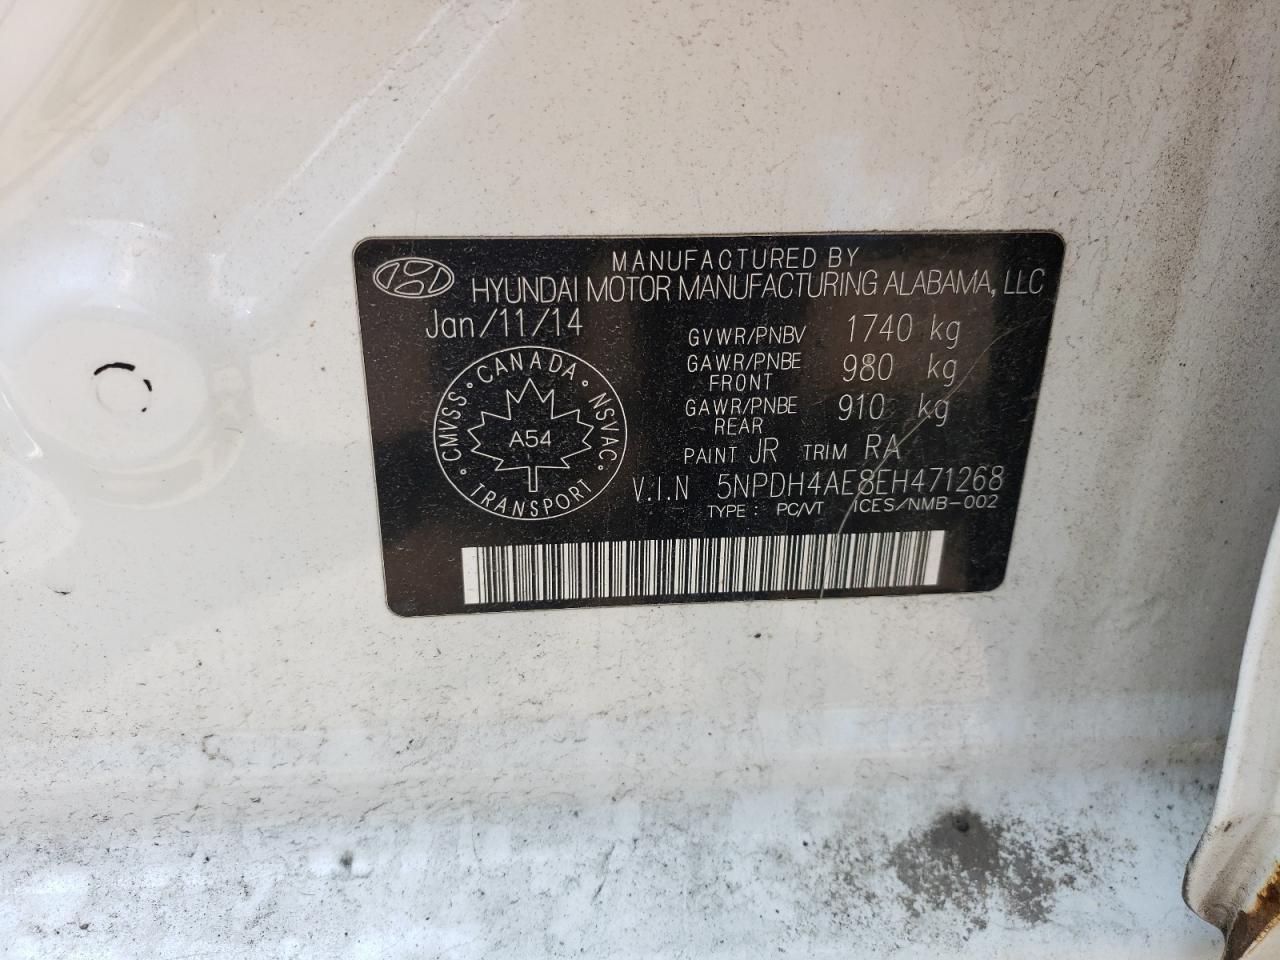 MANUFACTURED BY
HYUNDAI MOTOR MANUFACTURING ALABAMA, LLC
Jan/11/14
GVWR/PNBV 1740 kg
GAWR/PNBE FRONT 980 kg
GAWR/PNBE REAR 910 kg
PAINT JR TRIM RA
V.I.N 5NPDH4AE8EH471268
TYPE: PC/VT ICES/NMB-002
CMVSS • CANADA • NSVAC • TRANSPORT •
A54